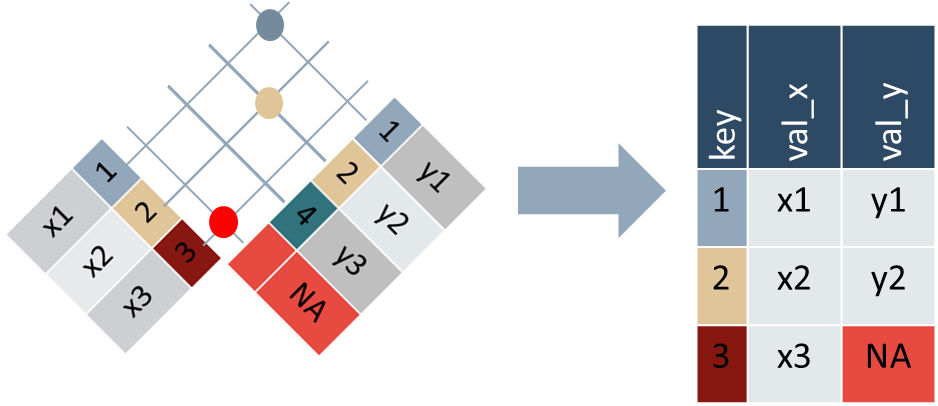 1
x1
2
x2
3
x3
1
y1
2
y2
4
y3
NA
key val_x val_y
1 x1 y1
2 x2 y2
3 x3 NA